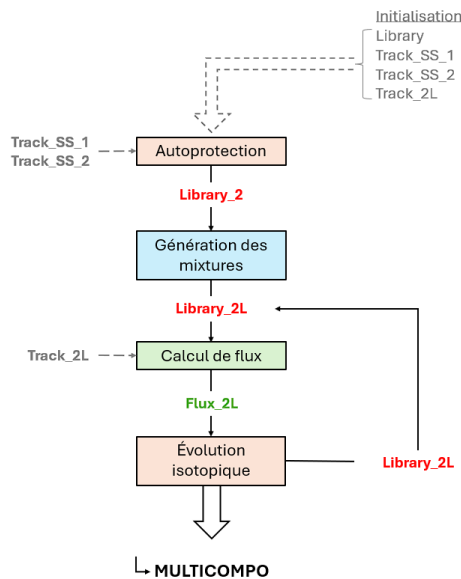 Initialisation
Library
Track_SS_1
Track_SS_2
Track_2L
Track_SS_1
Track_SS_2
Autoprotection
Library_2
Génération des
mixtures
Library_2L
Track_2L
Calcul de flux
Flux_2L
Évolution
isotopique
Library_2L
MULTICOMPO